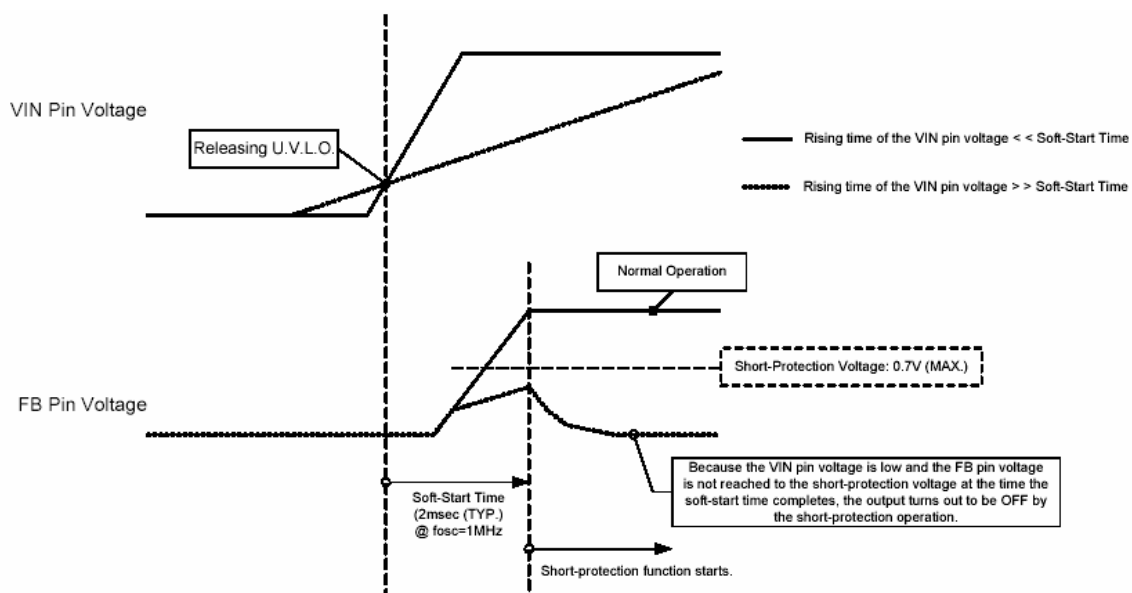 VIN Pin Voltage
Releasing U.V.L.O.
Rising time of the VIN pin voltage < < Soft-Start Time
Rising time of the VIN pin voltage > > Soft-Start Time
Normal Operation
Short-Protection Voltage: 0.7V (MAX.)
FB Pin Voltage
Because the VIN pin voltage is low and the FB pin voltage
is not reached to the short-protection voltage at the time the
soft-start time completes, the output turns out to be OFF by
the short-protection operation.
Soft-Start Time
(2msec (TYP.)
@ fosc=1MHz
Short-protection function starts.